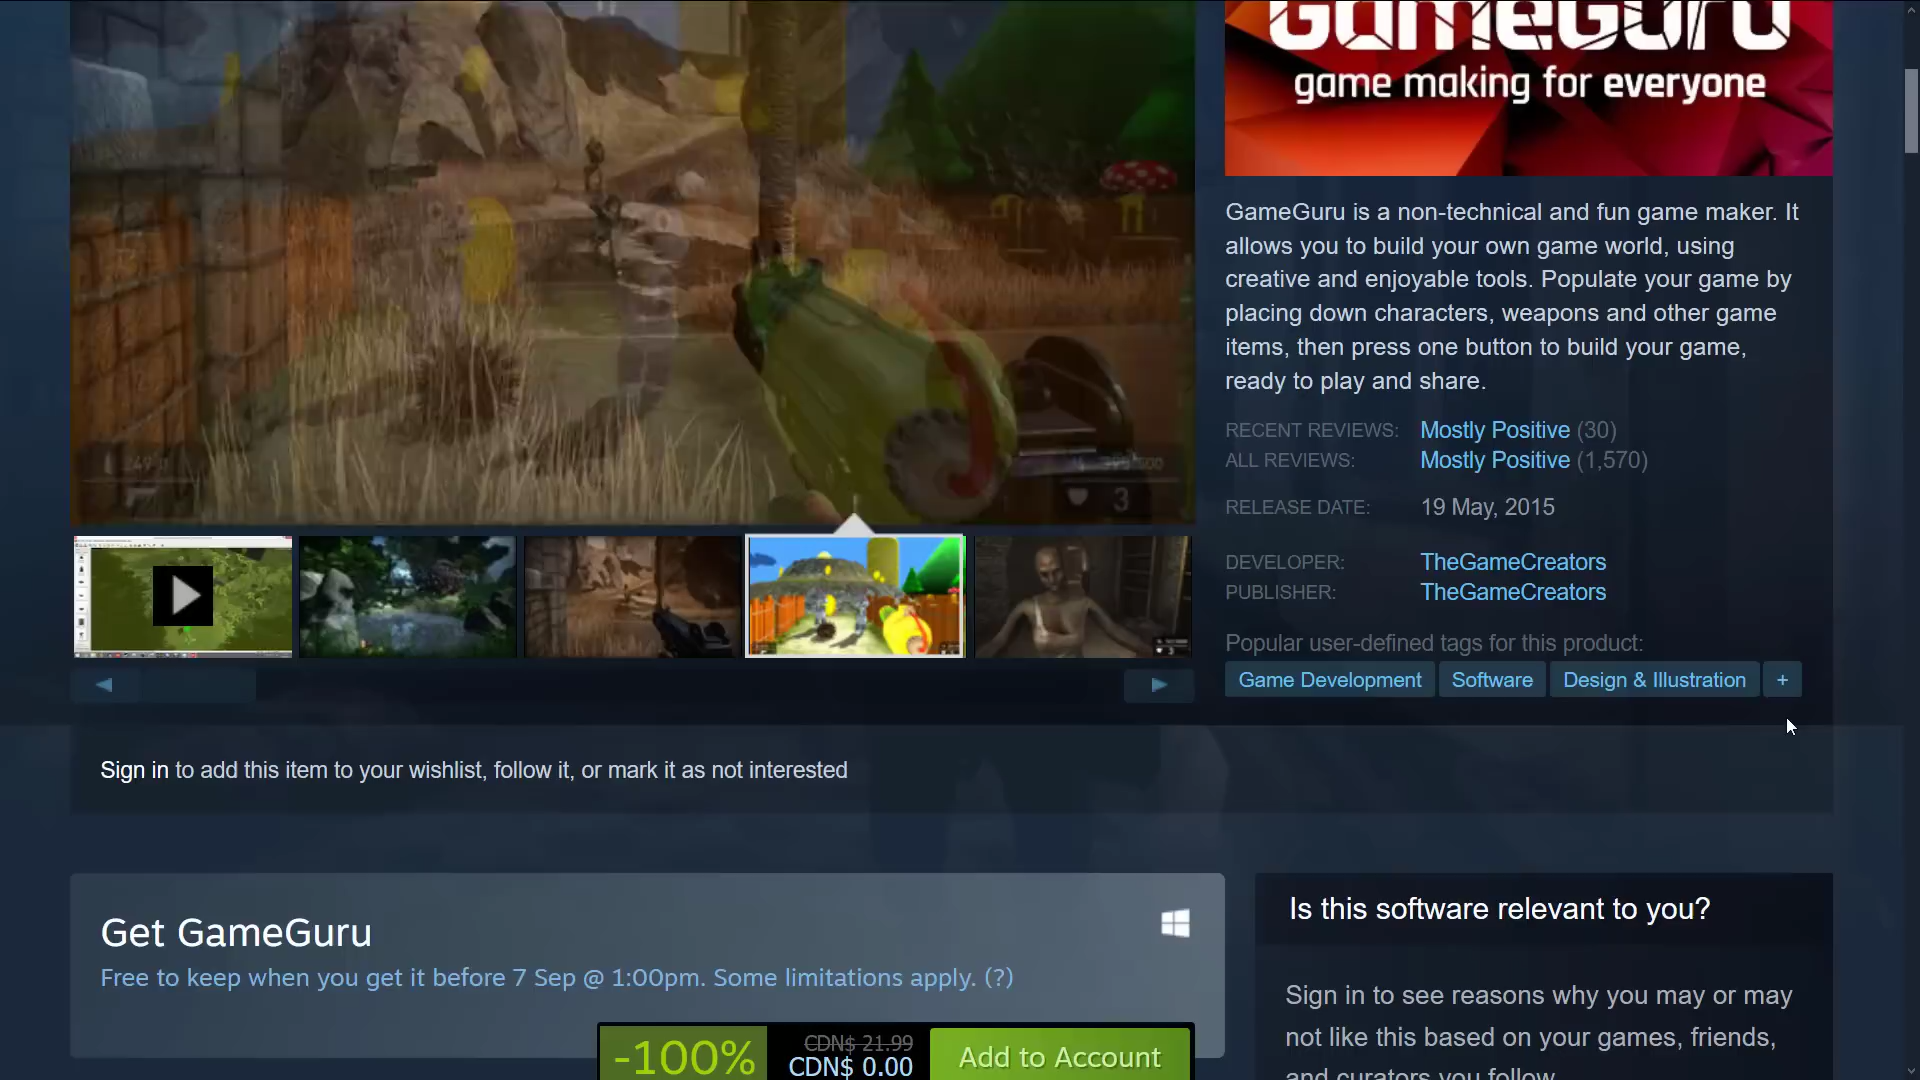 GameGuru
game making for everyone
GameGuru is a non-technical and fun game maker. It
allows you to build your own game world, using
creative and enjoyable tools. Populate your game by
placing down characters, weapons and other game
items, then press one button to build your game,
ready to play and share.
RECENT REVIEWS: Mostly Positive (30)
ALL REVIEWS: Mostly Positive (1,570)
RELEASE DATE: 19 May, 2015
DEVELOPER: TheGameCreators
PUBLISHER: TheGameCreators
Popular user-defined tags for this product:
Game Development Software Design & Illustration +
3
Sign in to add this item to your wishlist, follow it, or mark it as not interested
Get GameGuru
Free to keep when you get it before 7 Sep @ 1:00pm. Some limitations apply. (?)
-100% CDN$ 21.99
CDN$ 0.00
Add to Account
Is this software relevant to you?
Sign in to see reasons why you may or may
not like this based on your games, friends,
and curators you follow.